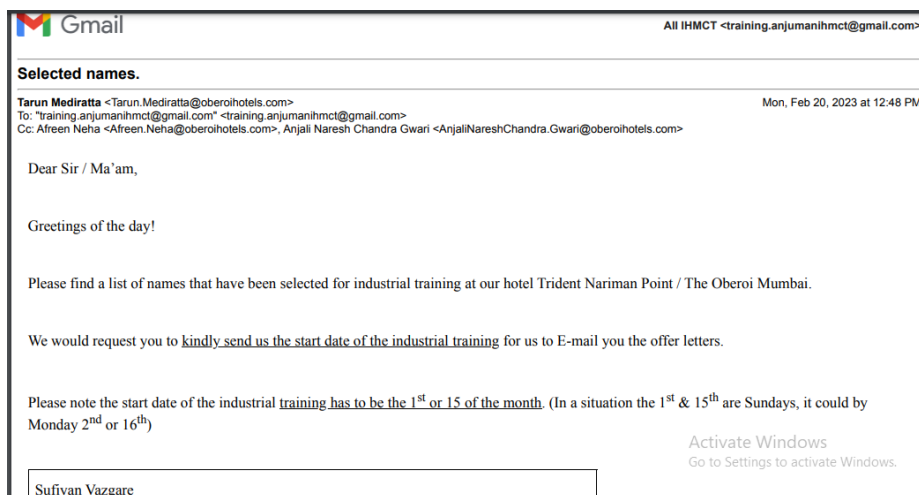 Gmail
All IHMCT <training.anjumanihmct@gmail.com>
Selected names.
Tarun Mediratta <Tarun.Mediratta@oberoihotels.com>
Mon, Feb 20, 2023 at 12:48 PM
To: "training.anjumanihmct@gmail.com" <training.anjumanihmct@gmail.com>
Cc: Afreen Neha <Afreen.Neha@oberoihotels.com>, Anjali Naresh Chandra Gwari <AnjaliNareshChandra.Gwari@oberoihotels.com>
Dear Sir / Ma’am,
Greetings of the day!
Please find a list of names that have been selected for industrial training at our hotel Trident Nariman Point / The Oberoi Mumbai.
We would request you to kindly send us the start date of the industrial training for us to E-mail you the offer letters.
Please note the start date of the industrial training has to be the 1st or 15 of the month. (In a situation the 1st & 15th are Sundays, it could by
Monday 2nd or 16th)
Activate Windows
Go to Settings to activate Windows.
Sufiyan Vazgare